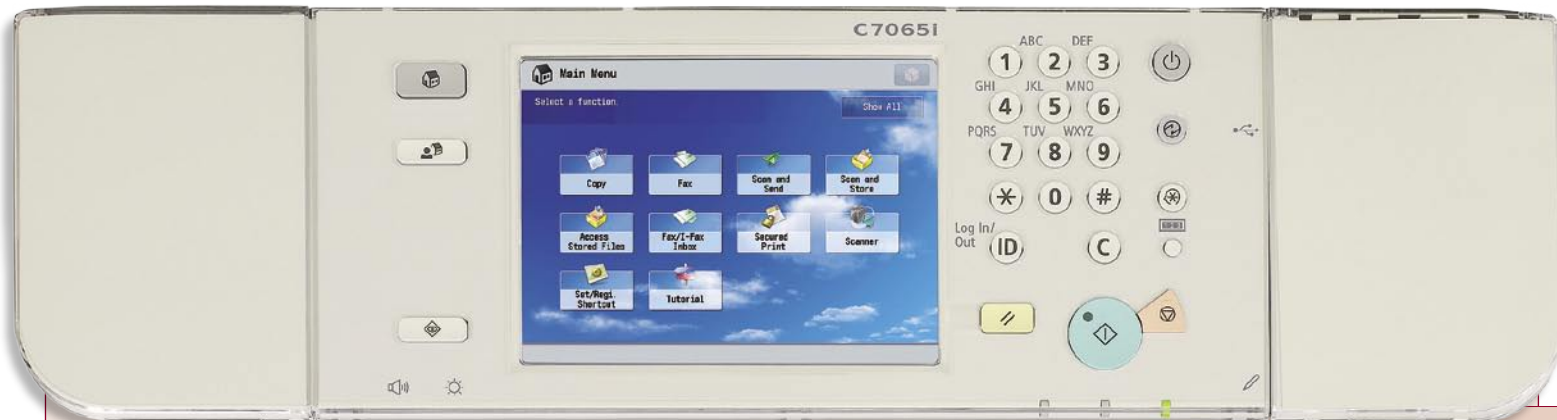 C7065i
Main Menu
Select a function.
Show All
Copy
Fax
Scan and
Send
Scan and
Store
Access
Stored Files
Fax/I-Fax
Inbox
Secured
Print
Scanner
Set/Regi.
Shortcut
Tutorial
ABC DEF
1 2 3
GHI JKL MNO
4 5 6
PQRS TUV WXYZ
7 8 9
* 0 #
Log In/
Out
ID C